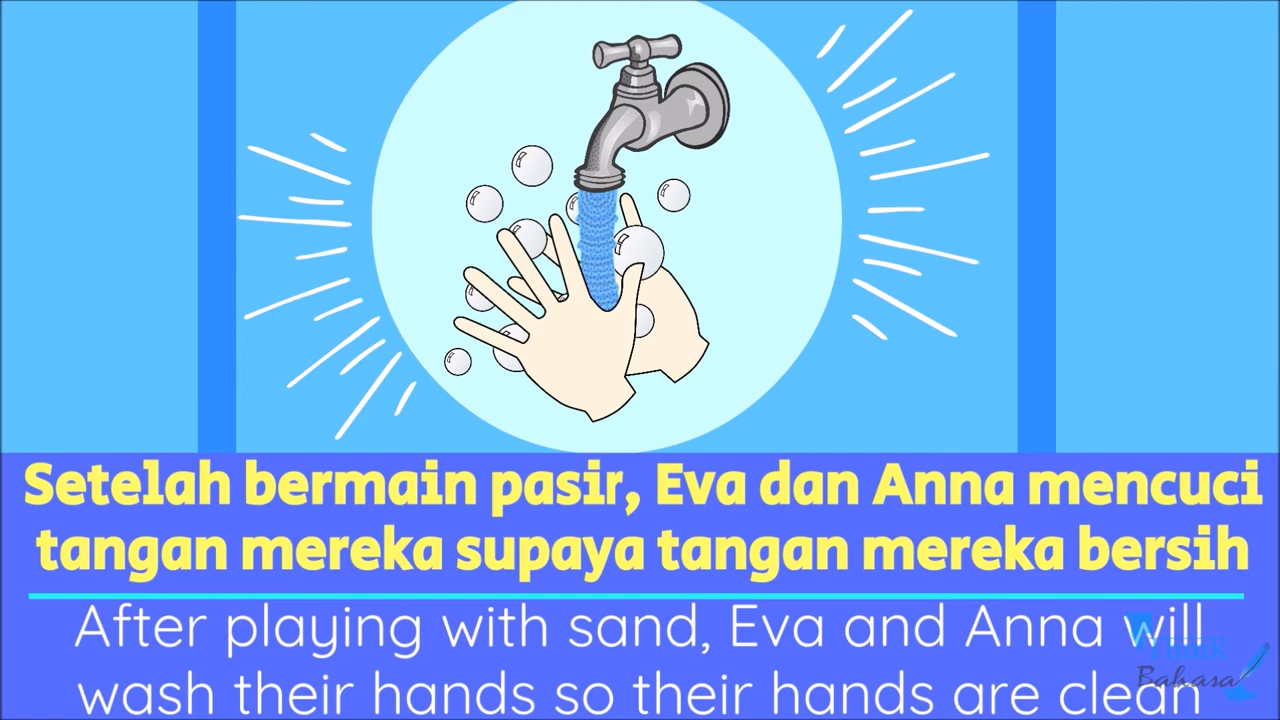 Setelah bermain pasir, Eva dan Anna mencuci
tangan mereka supaya tangan mereka bersih
After playing with sand, Eva and Anna will
wash their hands so their hands are clean
Bahasa